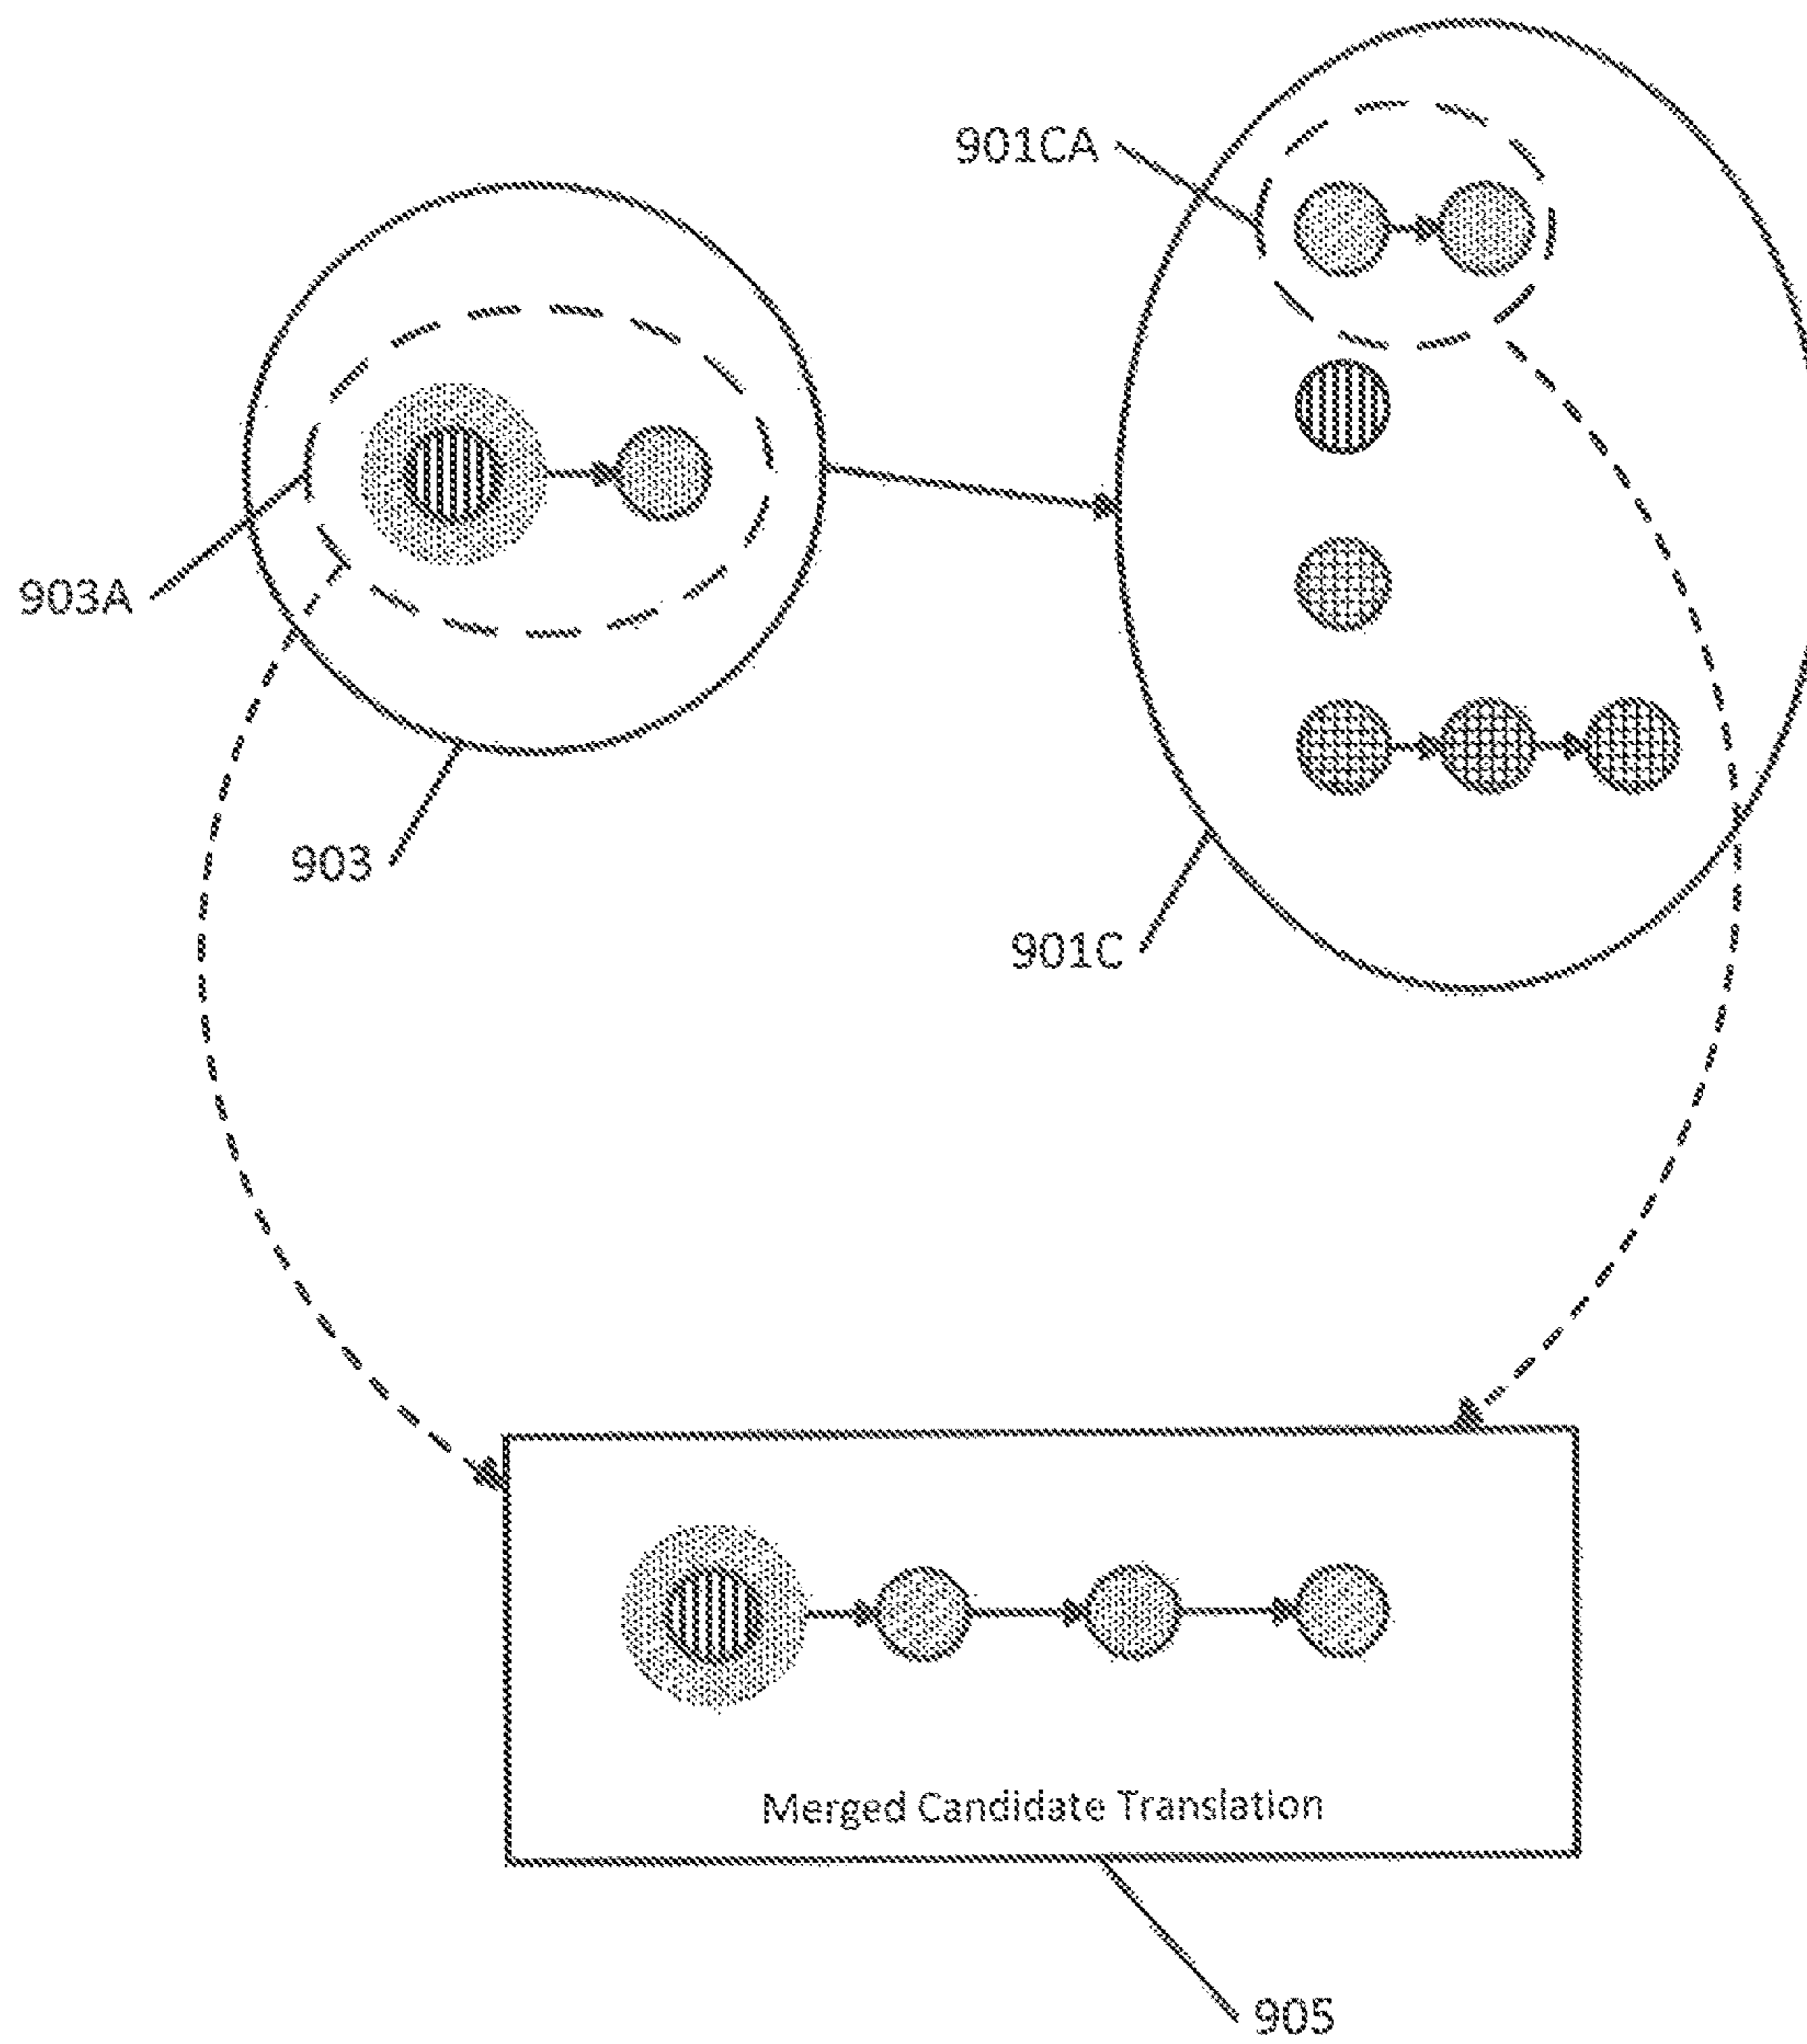 901CA
903A
903
901C
Merged Candidate Translation
905